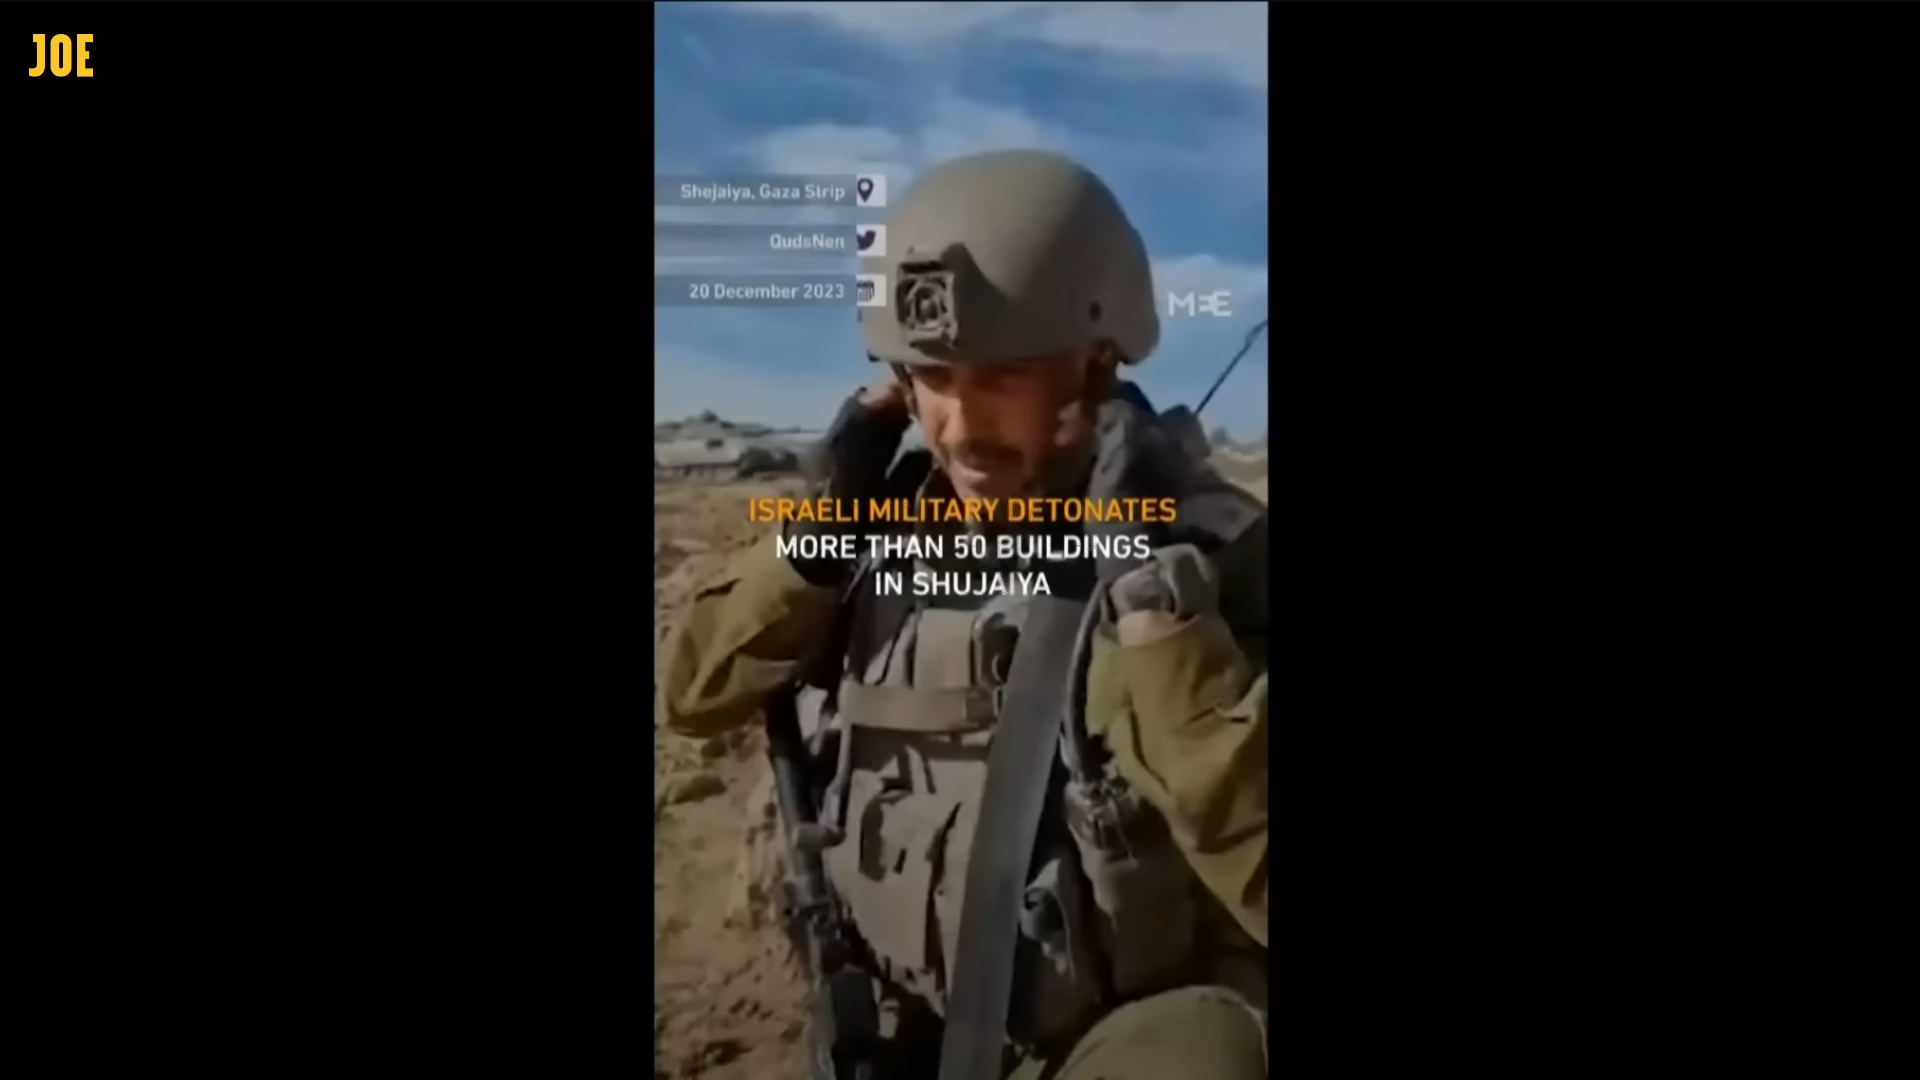 JOE
Shejaiya, Gaza Strip
QudsNen
20 December 2023
MEE
ISRAELI MILITARY DETONATES
MORE THAN 50 BUILDINGS
IN SHUJAIYA